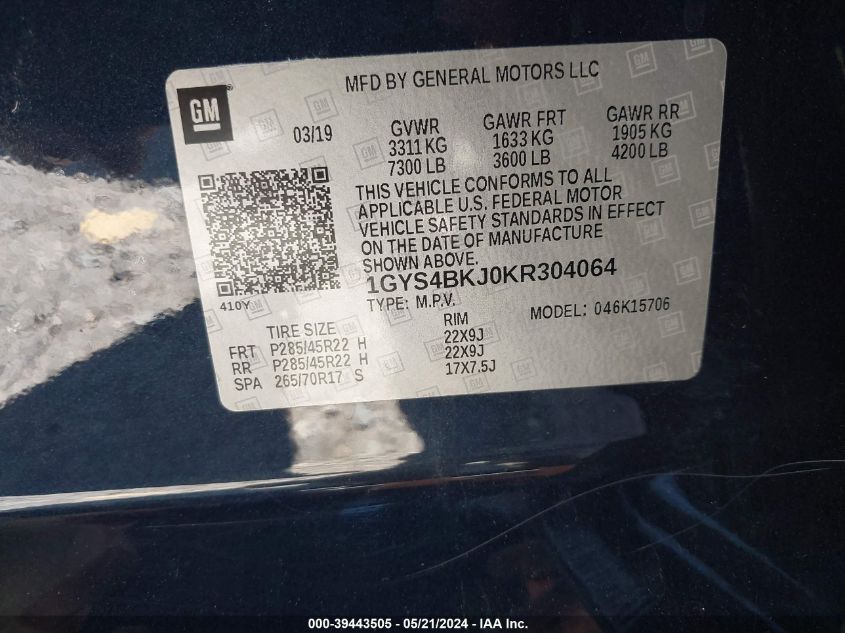 MFD BY GENERAL MOTORS LLC
GM
03/19
GVWR GAWR FRT GAWR RR
3311 KG 1633 KG 1905 KG
7300 LB 3600 LB 4200 LB
THIS VEHICLE CONFORMS TO ALL
APPLICABLE U.S. FEDERAL MOTOR
VEHICLE SAFETY STANDARDS IN EFFECT
ON THE DATE OF MANUFACTURE
SHOWN ABOVE.
1GYS4BKJ0KR304064
410Y
TYPE: M.P.V.
MODEL: 046K15706
TIRE SIZE RIM
FRT P285/45R22 H 22X9J
RR P285/45R22 H 22X9J
SPA 265/70R17 S 17X7.5J
000-39443505 - 05/21/2024 - IAA Inc.